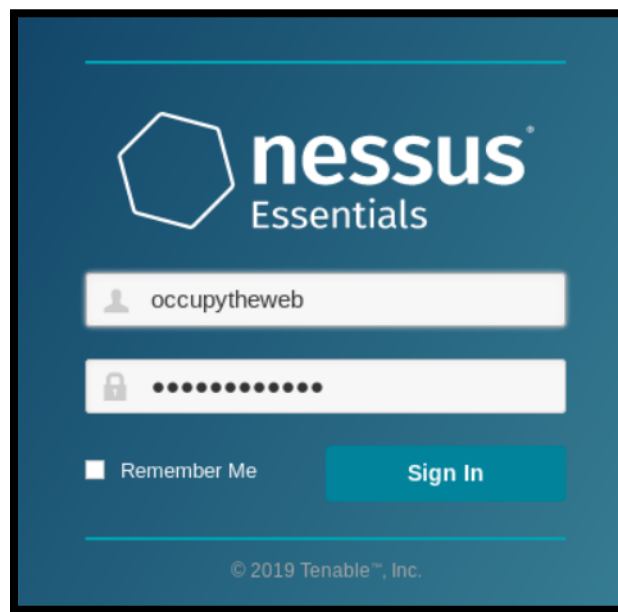 nessus®
Essentials
occupytheweb
••••••••••••
Remember Me
Sign In
© 2019 Tenable™, Inc.